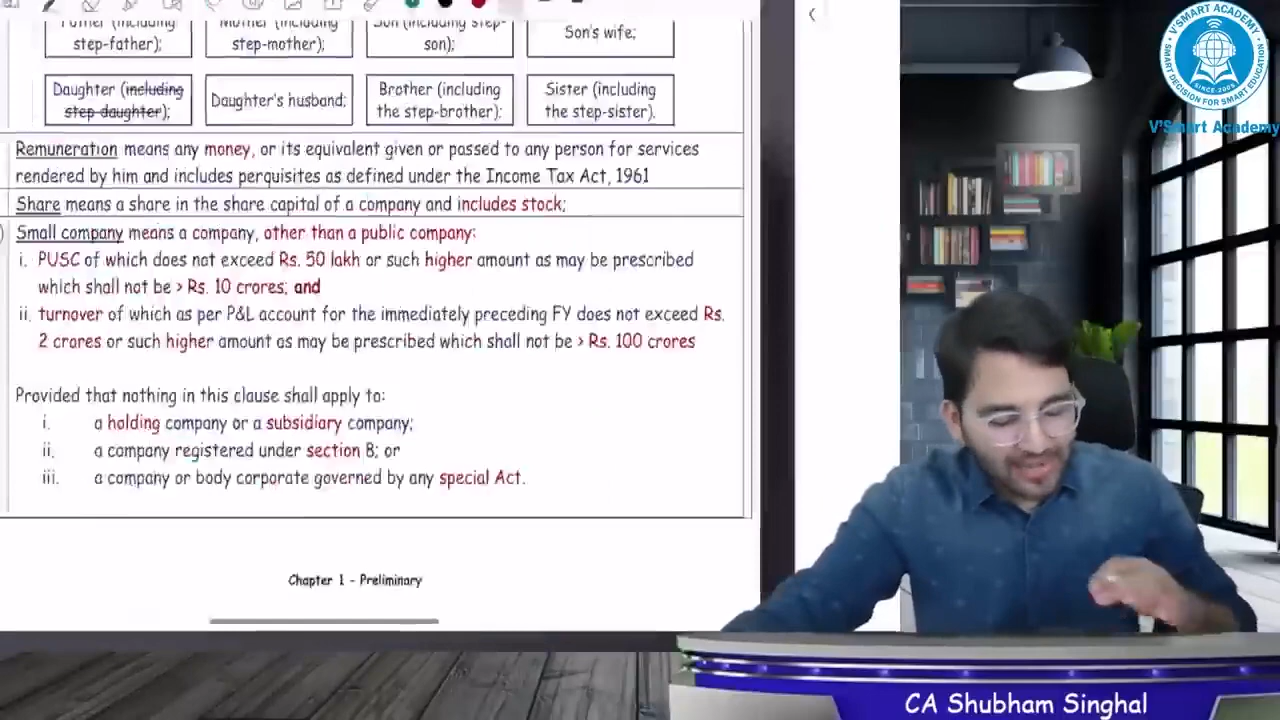 Father (including
step-father);
Mother (including
step-mother);
Son (including step-
son);
Son's wife;
Daughter (including
step-daughter);
Daughter's husband;
Brother (including
the step-brother);
Sister (including
the step-sister).
Remuneration means any money, or its equivalent given or passed to any person for services
rendered by him and includes perquisites as defined under the Income Tax Act, 1961
Share means a share in the share capital of a company and includes stock;
Small company means a company, other than a public company:
i. PUSC of which does not exceed Rs. 50 lakh or such higher amount as may be prescribed
which shall not be > Rs. 10 crores; and
ii. turnover of which as per P&L account for the immediately preceding FY does not exceed Rs.
2 crores or such higher amount as may be prescribed which shall not be > Rs. 100 crores
Provided that nothing in this clause shall apply to:
i. a holding company or a subsidiary company;
ii. a company registered under section 8; or
iii. a company or body corporate governed by any special Act.
Chapter 1 - Preliminary
V'SMART ACADEMY
SMART DECISION FOR SMART EDUCATION
SINCE-2005
V'Smart Academy
CA Shubham Singhal